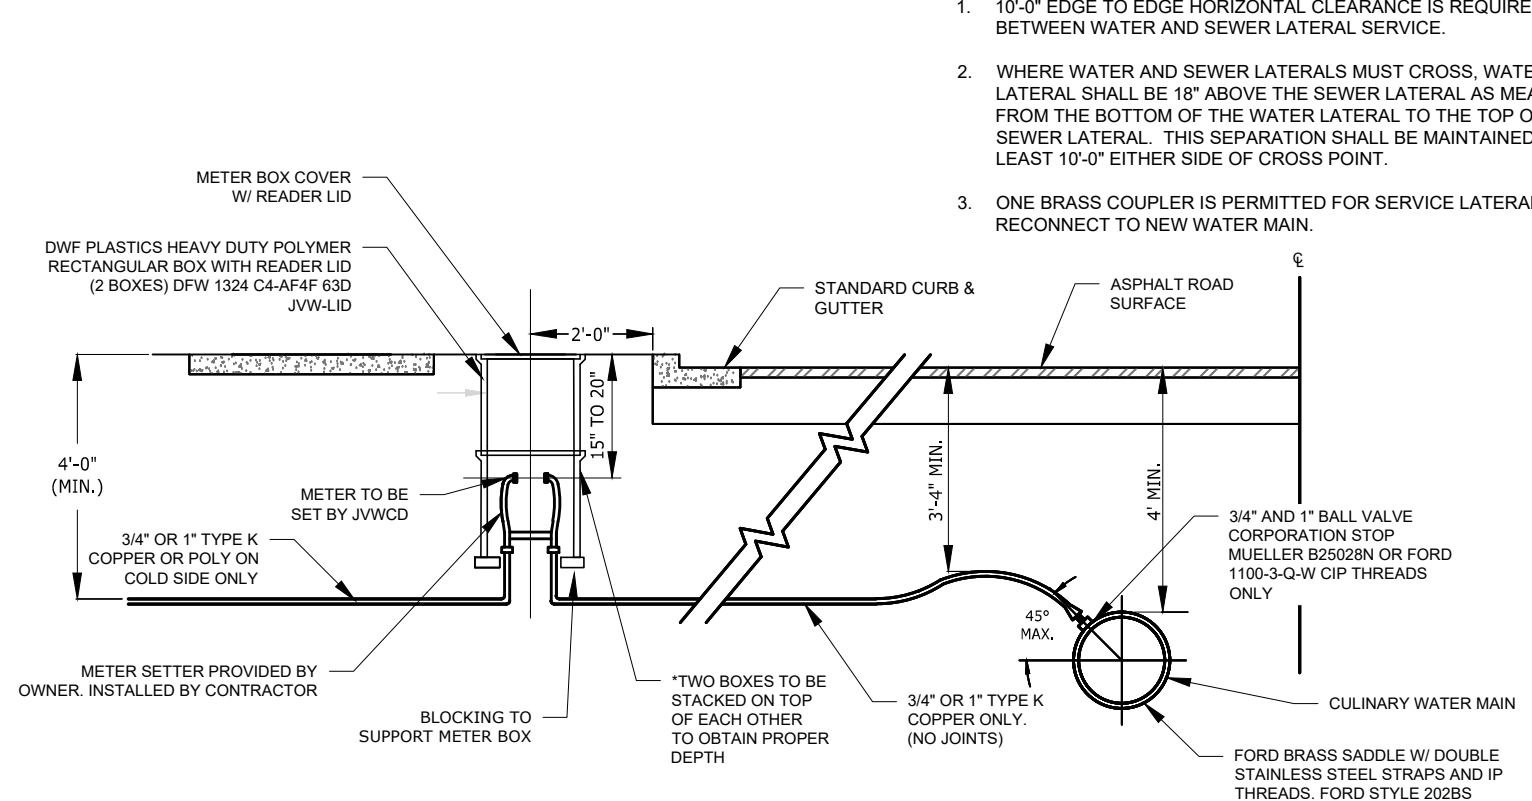 1. 10'-0" EDGE TO EDGE HORIZONTAL CLEARANCE IS REQUIRE
BETWEEN WATER AND SEWER LATERAL SERVICE.
2. WHERE WATER AND SEWER LATERALS MUST CROSS, WATE
LATERAL SHALL BE 18" ABOVE THE SEWER LATERAL AS MEA
FROM THE BOTTOM OF THE WATER LATERAL TO THE TOP O
SEWER LATERAL. THIS SEPARATION SHALL BE MAINTAINED
LEAST 10'-0" EITHER SIDE OF CROSS POINT.
3. ONE BRASS COUPLER IS PERMITTED FOR SERVICE LATERAL
RECONNECT TO NEW WATER MAIN.
METER BOX COVER
W/ READER LID
DWF PLASTICS HEAVY DUTY POLYMER
RECTANGULAR BOX WITH READER LID
(2 BOXES) DFW 1324 C4-AF4F 63D
JVW-LID
STANDARD CURB &
GUTTER
ASPHALT ROAD
SURFACE
℄
2'-0"
15" TO 20"
4'-0"
(MIN.)
3'-4" MIN.
4' MIN.
METER TO BE
SET BY JVWCD
3/4" OR 1" TYPE K
COPPER OR POLY ON
COLD SIDE ONLY
3/4" AND 1" BALL VALVE
CORPORATION STOP
MUELLER B25028N OR FORD
1100-3-Q-W CIP THREADS
ONLY
45°
MAX.
METER SETTER PROVIDED BY
OWNER. INSTALLED BY CONTRACTOR
BLOCKING TO
SUPPORT METER BOX
*TWO BOXES TO BE
STACKED ON TOP
OF EACH OTHER
TO OBTAIN PROPER
DEPTH
3/4" OR 1" TYPE K
COPPER ONLY.
(NO JOINTS)
CULINARY WATER MAIN
FORD BRASS SADDLE W/ DOUBLE
STAINLESS STEEL STRAPS AND IP
THREADS. FORD STYLE 202BS